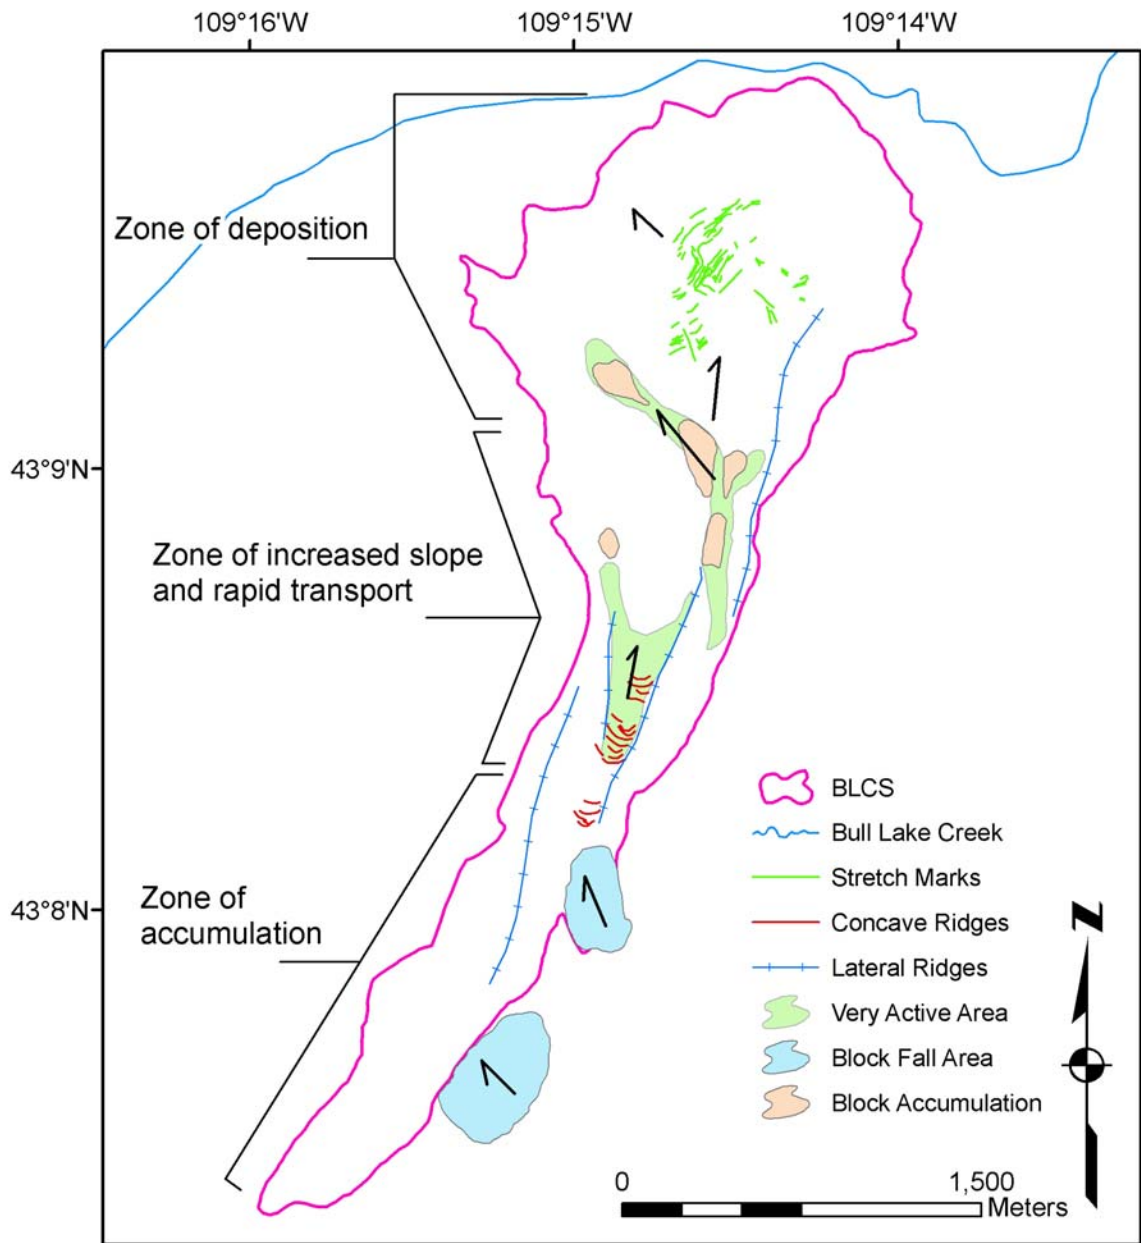 109°16'W 109°15'W 109°14'W
Zone of deposition
43°9'N
Zone of increased slope
and rapid transport
BLCS
Bull Lake Creek
Stretch Marks
Concave Ridges
Lateral Ridges
Very Active Area
Block Fall Area
Block Accumulation
43°8'N
Zone of
accumulation
N
0 1,500
Meters